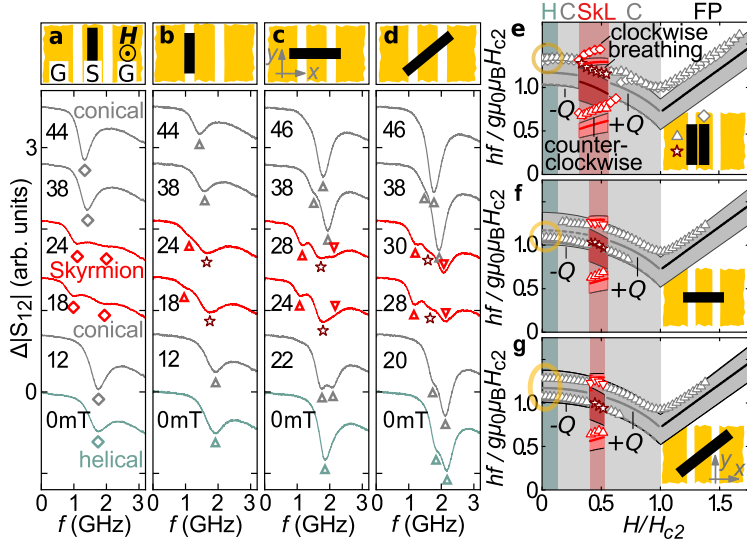 a
H
G
S
G
b
c
y
x
d
Δ|S12| (arb. units)
3
0
conical
44
38
24
Skyrmion
18
conical
12
0mT
helical
0 1 2 3
f (GHz)
44
38
24
18
12
0mT
0 1 2 3
f (GHz)
46
38
28
24
22
0mT
0 1 2 3
f (GHz)
46
38
30
28
20
0mT
0 1 2 3
f (GHz)
H C SkL C FP
e
clockwise
breathing
-Q
+Q
counter-
clockwise
hf / gμ0μBHc2
1.0
0.5
0
f
-Q
+Q
hf / gμ0μBHc2
1.0
0.5
0
g
-Q
+Q
y
x
hf / gμ0μBHc2
1.0
0.5
0
0.0 0.5 1.0 1.5
H/Hc2